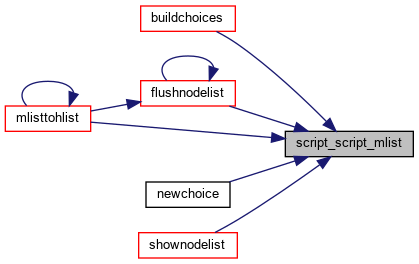 buildchoices
flushnodelist
mlisttohlist
script_script_mlist
newchoice
shownodelist